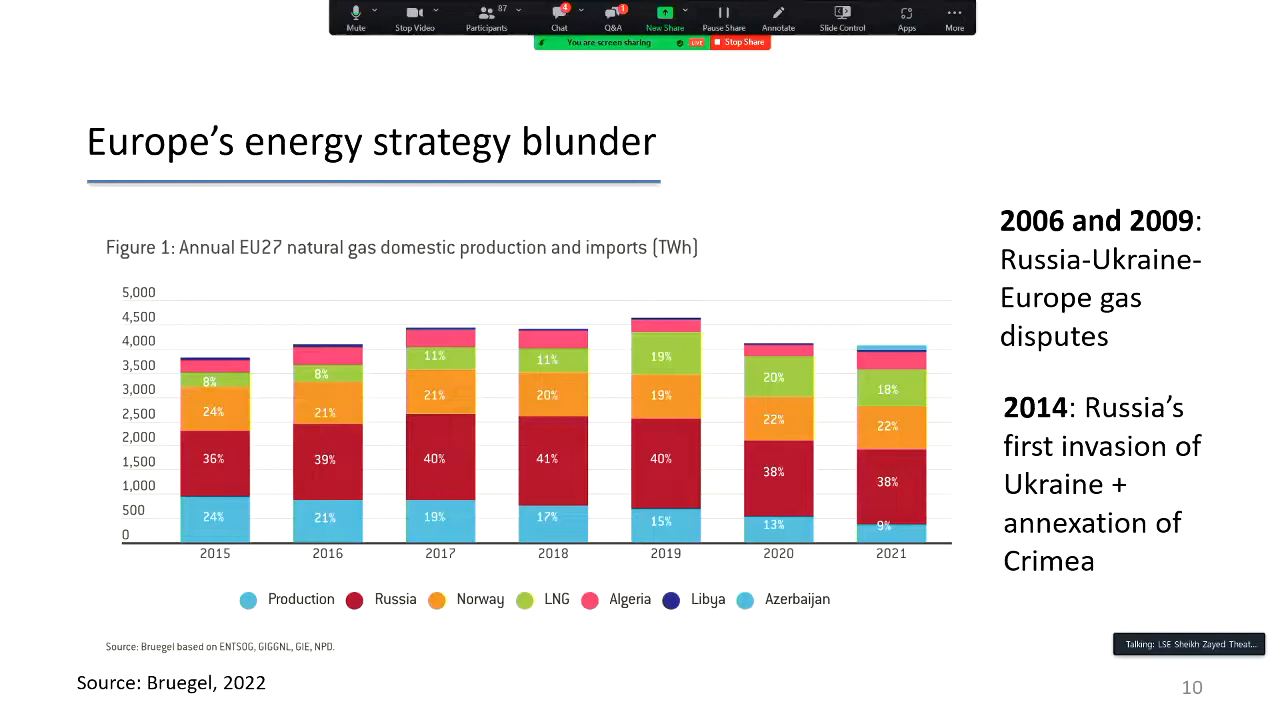 Mute
Stop Video
87
Participants
4
Chat
1
Q&A
New Share
Pause Share
Annotate
Slide Control
Apps
More
You are screen sharing
LIVE
Stop Share
Europe's energy strategy blunder
Figure 1: Annual EU27 natural gas domestic production and imports (TWh)
5,000
4,500
4,000
3,500
3,000
2,500
2,000
1,500
1,000
500
0
8%
24%
36%
24%
8%
21%
39%
21%
11%
21%
40%
19%
11%
20%
41%
17%
19%
19%
40%
15%
20%
22%
38%
13%
18%
22%
38%
9%
2015 2016 2017 2018 2019 2020 2021
Production Russia Norway LNG Algeria Libya Azerbaijan
Source: Bruegel based on ENTSOG, GIGGNL, GIE, NPD.
Source: Bruegel, 2022
2006 and 2009:
Russia-Ukraine-
Europe gas
disputes
2014: Russia's
first invasion of
Ukraine +
annexation of
Crimea
Talking: LSE Sheikh Zayed Theat...
10